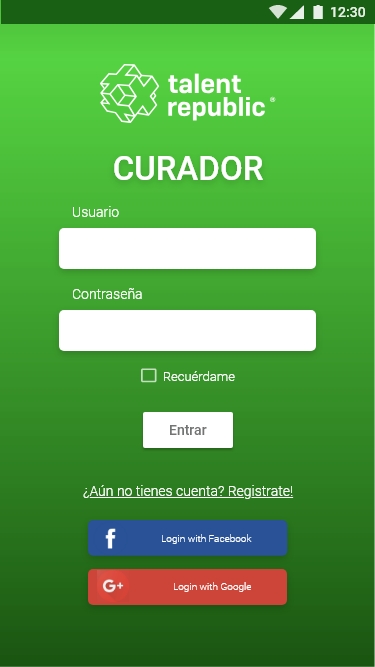 12:30
talent
republic®
CURADOR
Usuario
Contraseña
Recuérdame
Entrar
¿Aún no tienes cuenta? Registrate!
f Login with Facebook
G+ Login with Google